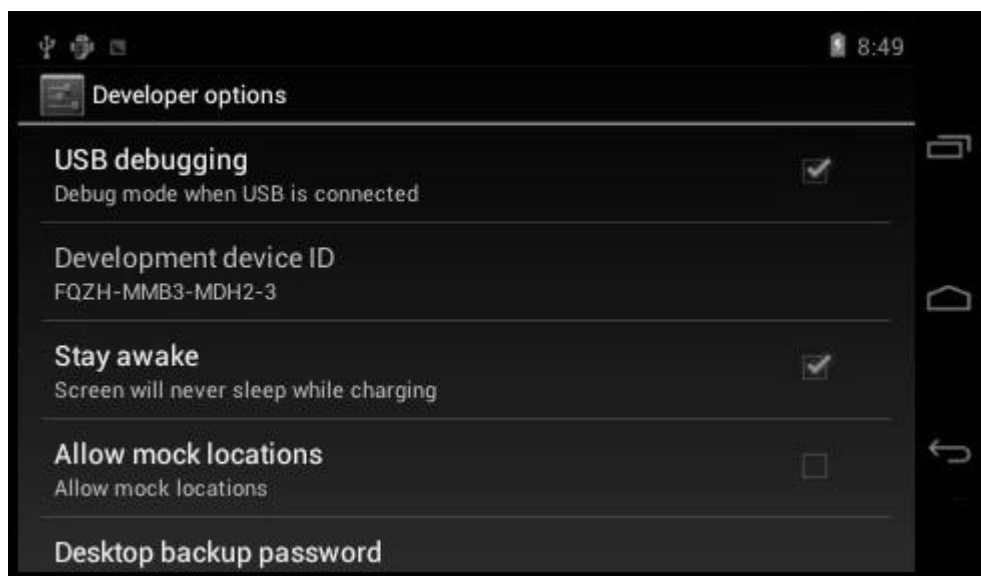 8:49
Developer options
USB debugging
Debug mode when USB is connected
Development device ID
FQZH-MMB3-MDH2-3
Stay awake
Screen will never sleep while charging
Allow mock locations
Allow mock locations
Desktop backup password